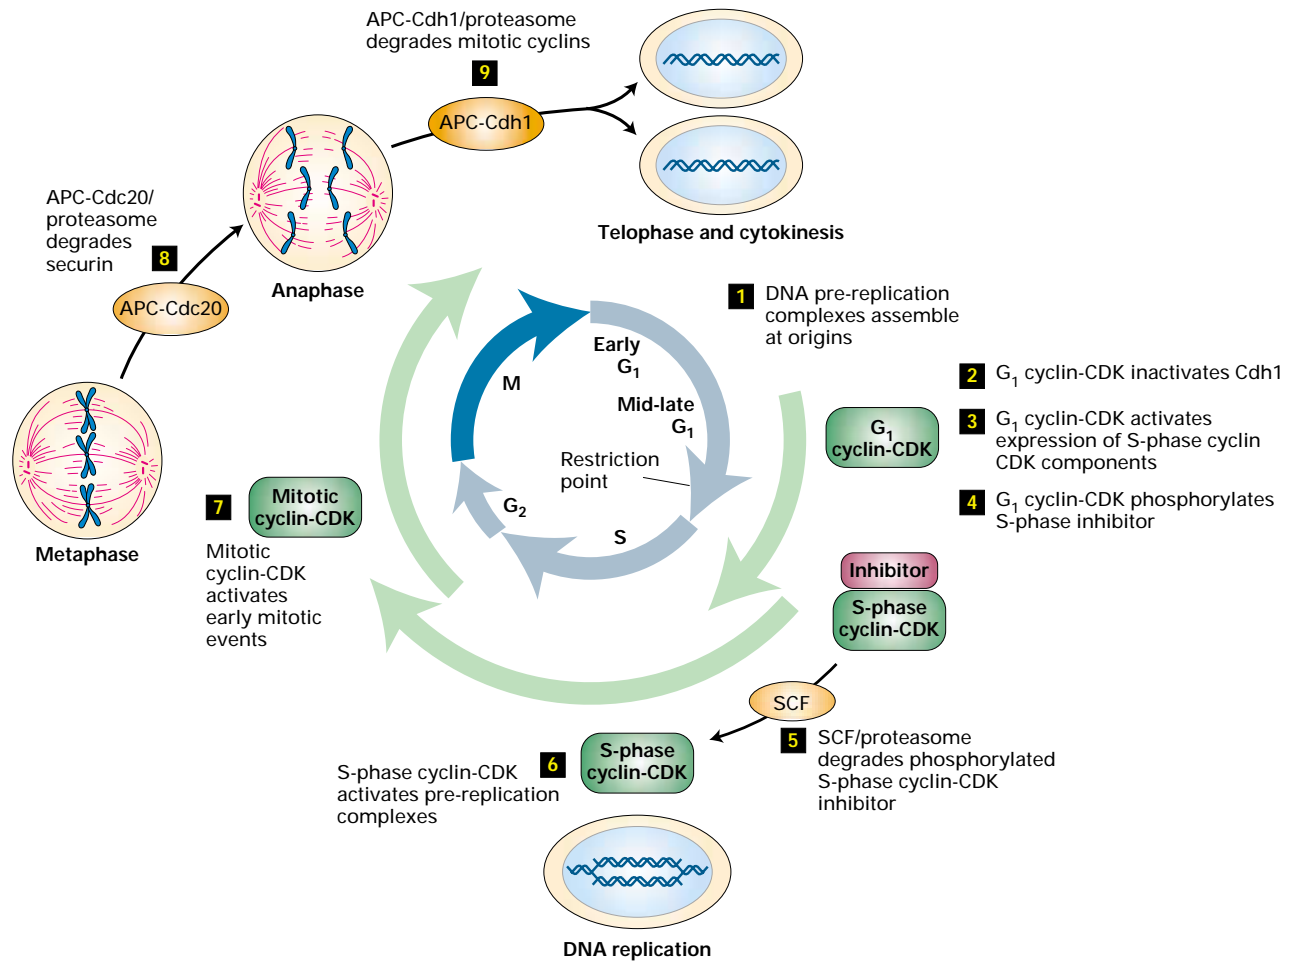 APC-Cdh1/proteasome
degrades mitotic cyclins
9
APC-Cdh1
Telophase and cytokinesis
APC-Cdc20/
proteasome
degrades
securin
8
APC-Cdc20
Anaphase
Metaphase
1
DNA pre-replication
complexes assemble
at origins
2
G1 cyclin-CDK inactivates Cdh1
3
G1 cyclin-CDK activates
expression of S-phase cyclin
CDK components
4
G1 cyclin-CDK phosphorylates
S-phase inhibitor
G1
cyclin-CDK
Early
G1
Mid-late
G1
Restriction
point
M
G2
S
7
Mitotic
cyclin-CDK
Mitotic
cyclin-CDK
activates
early mitotic
events
Inhibitor
S-phase
cyclin-CDK
SCF
5
SCF/proteasome
degrades phosphorylated
S-phase cyclin-CDK
inhibitor
6
S-phase
cyclin-CDK
S-phase cyclin-CDK
activates pre-replication
complexes
DNA replication